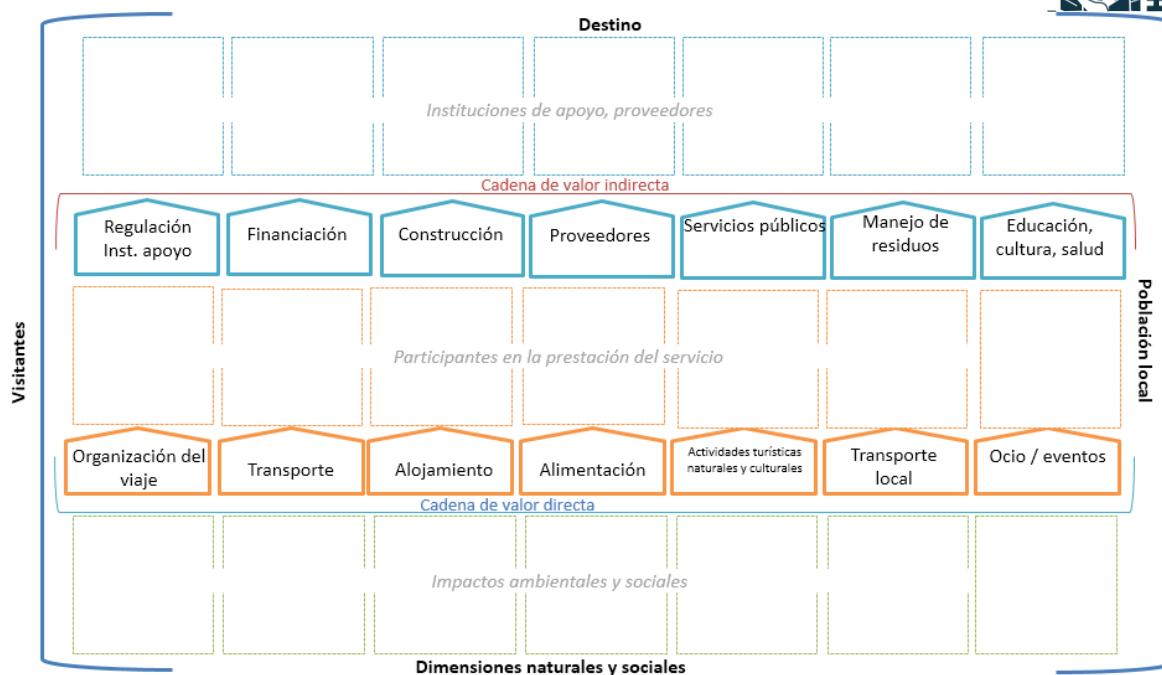 Destino
Instituciones de apoyo, proveedores
Cadena de valor indirecta
Regulación
Inst. apoyo
Financiación
Construcción
Proveedores
Servicios públicos
Manejo de
residuos
Educación,
cultura, salud
Visitantes
Participantes en la prestación del servicio
Población local
Organización del
viaje
Transporte
Alojamiento
Alimentación
Actividades turísticas
naturales y culturales
Transporte
local
Ocio / eventos
Cadena de valor directa
Impactos ambientales y sociales
Dimensiones naturales y sociales